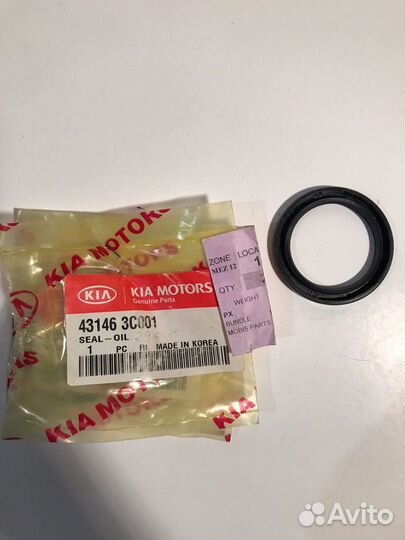 KIA MOTORS
KIA KIA MOTORS
Genuine Parts
43146 3C001
SEAL-OIL
1 PC MADE IN KOREA
ZONE LOCA
MEZ 12 1
QTY.
WEIGHT
PX
BUNDLE
MOBIS PARTS
KIA MOTORS
Avito